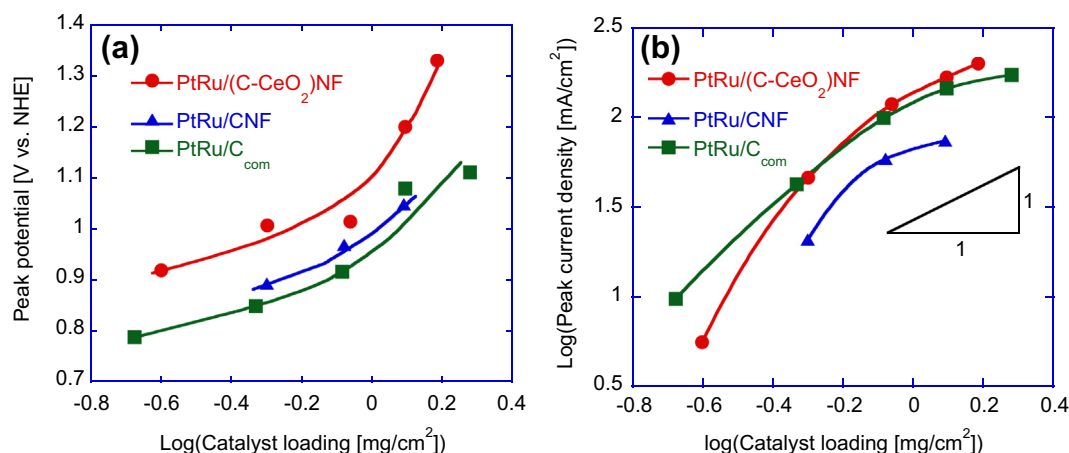 (a)
PtRu/(C-CeO2)NF
PtRu/CNF
PtRu/Ccom
Peak potential [V vs. NHE]
1.4
1.3
1.2
1.1
1
0.9
0.8
0.7
-0.8
-0.6
-0.4
-0.2
0
0.2
0.4
Log(Catalyst loading [mg/cm2])
(b)
PtRu/(C-CeO2)NF
PtRu/CNF
PtRu/Ccom
1
1
Log(Peak current density [mA/cm2])
2.5
2
1.5
1
0.5
-0.8
-0.6
-0.4
-0.2
0
0.2
0.4
log(Catalyst loading [mg/cm2])